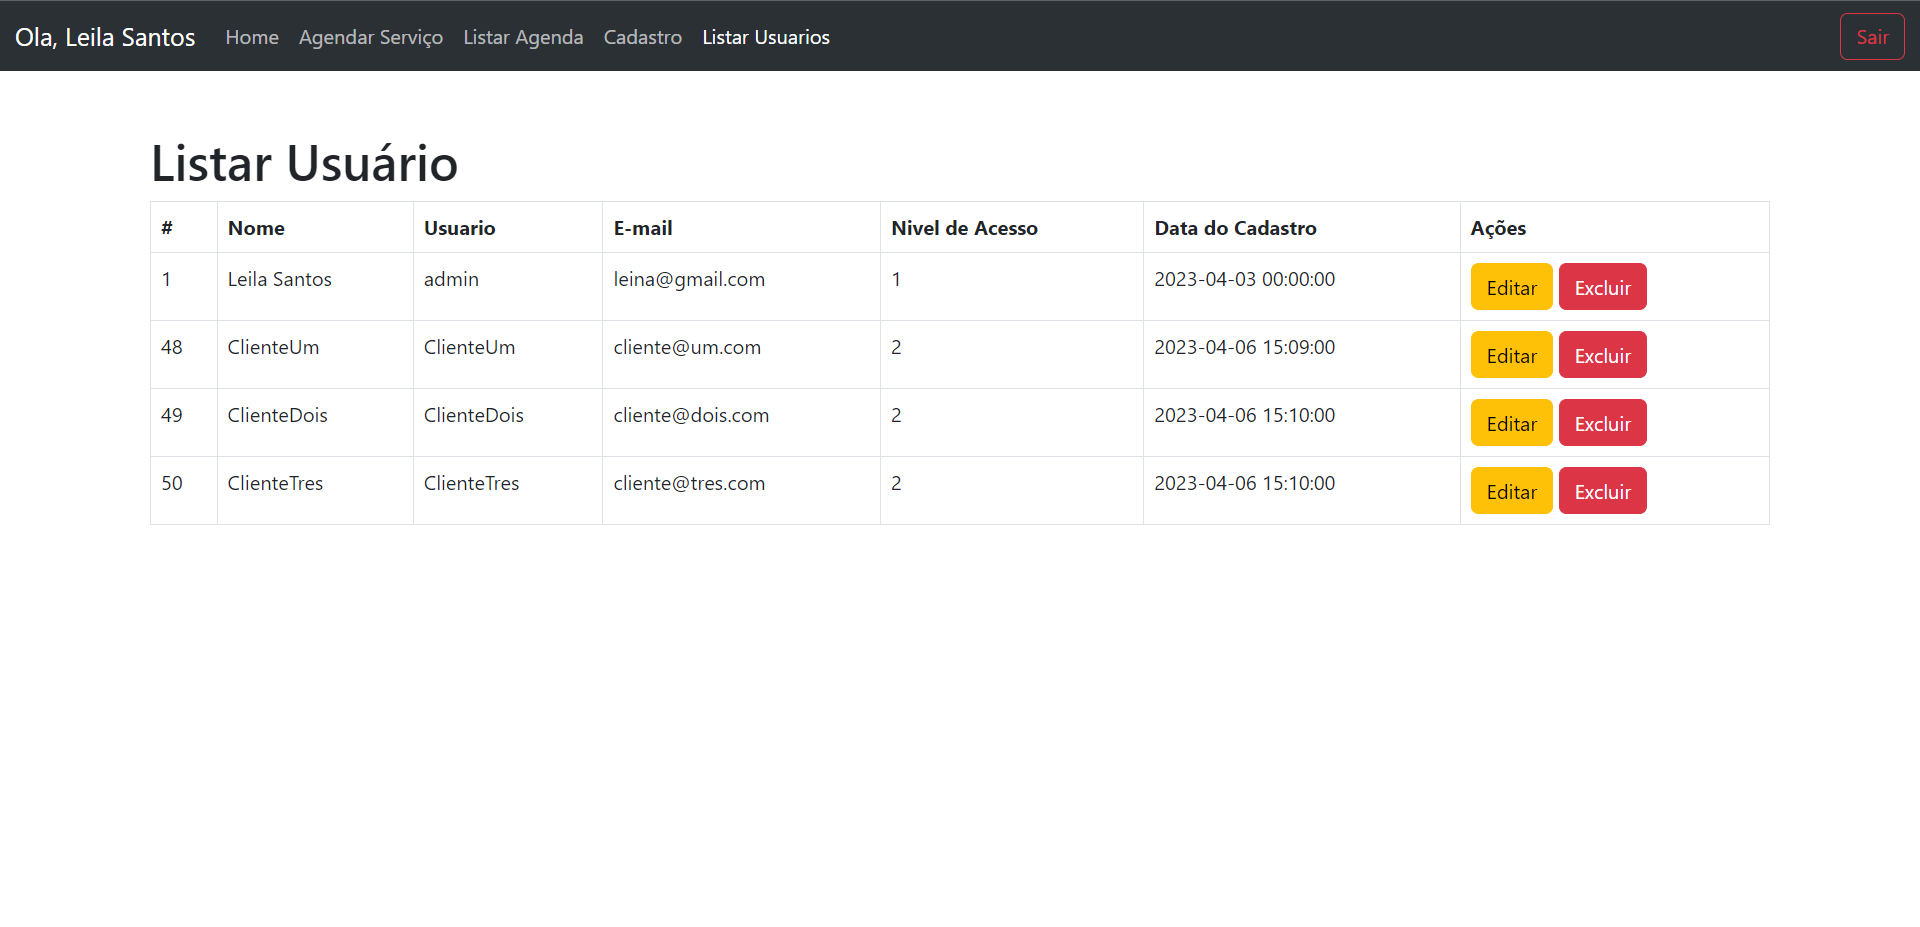 Ola, Leila Santos Home Agendar Serviço Listar Agenda Cadastro Listar Usuarios Sair
Listar Usuário
# Nome Usuario E-mail Nivel de Acesso Data do Cadastro Ações
1 Leila Santos admin leina@gmail.com 1 2023-04-03 00:00:00 Editar Excluir
48 ClienteUm ClienteUm cliente@um.com 2 2023-04-06 15:09:00 Editar Excluir
49 ClienteDois ClienteDois cliente@dois.com 2 2023-04-06 15:10:00 Editar Excluir
50 ClienteTres ClienteTres cliente@tres.com 2 2023-04-06 15:10:00 Editar Excluir